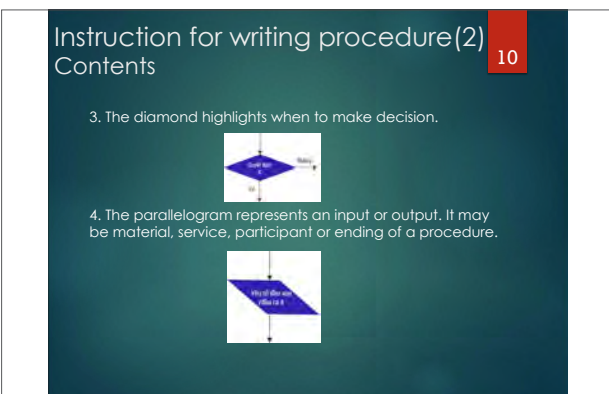 Instruction for writing procedure(2)
Contents
10
3. The diamond highlights when to make decision.
4. The parallelogram represents an input or output. It may
be material, service, participant or ending of a procedure.